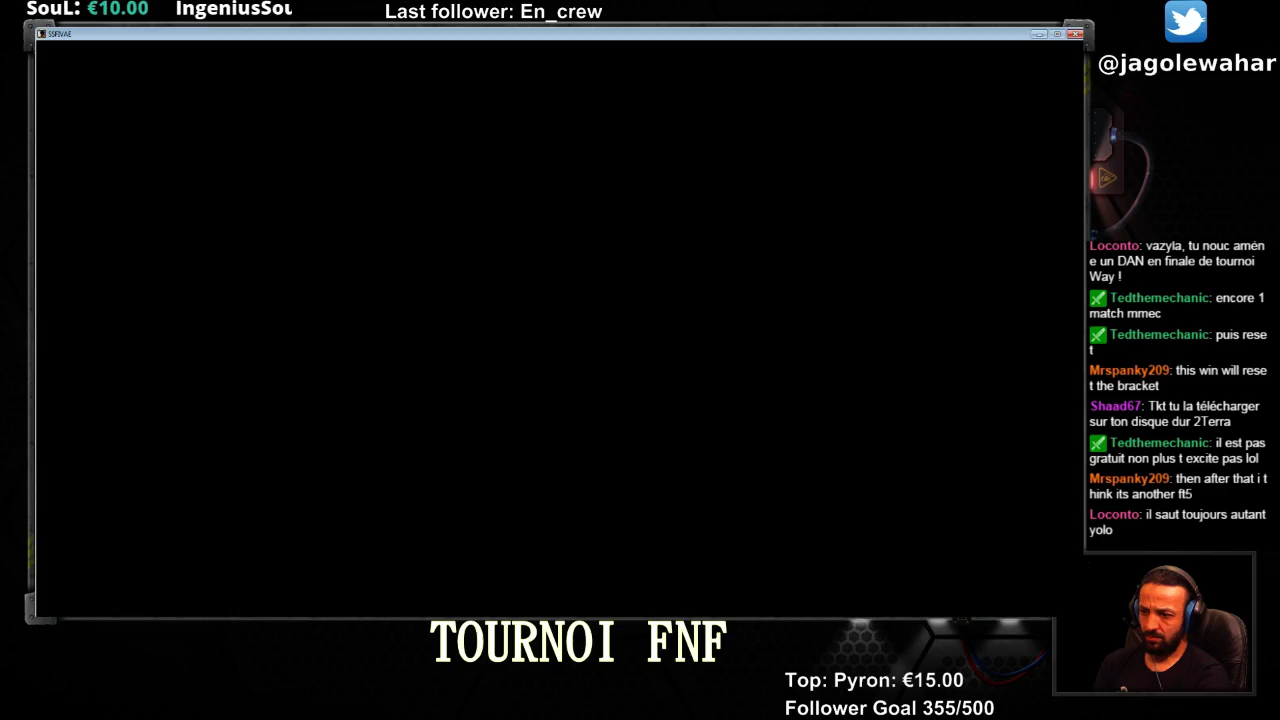 SouL: €10.00 IngeniusSou
Last follower: En_crew
SSFIVAE
@jagolewahar
Loconto: vazyla, tu nouc amèn
e un DAN en finale de tournoi
Way !
Tedthemechanic: encore 1
match mmec
Tedthemechanic: puis rese
t
Mrspanky209: this win will rese
t the bracket
Shaad67: Tkt tu la télécharger
sur ton disque dur 2Terra
Tedthemechanic: il est pas
gratuit non plus t excite pas lol
Mrspanky209: then after that i t
hink its another ft5
Loconto: il saut toujours autant
yolo
TOURNOI FNF
Top: Pyron: €15.00
Follower Goal 355/500